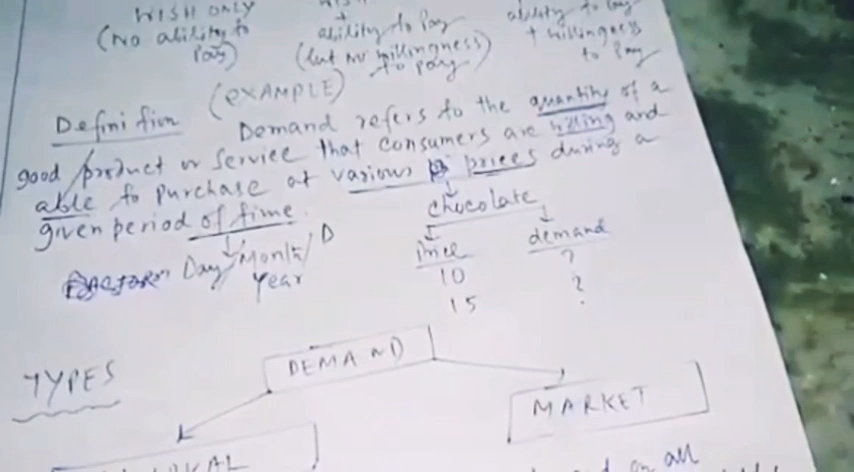 WISH ONLY
(No ability to Pay)
ability to Pay
(but no willingness to pay)
ability to Pay
+ willingness to Pay
(EXAMPLE)
Definition Demand refers to the quantity of a
good/product or service that consumers are willing and
able to purchase at various prices during a
given period of time.
Day/Month/
Year
D
chocolate
Price demand
10 ?
15 ?
TYPES
DEMAND
MARKET
on all